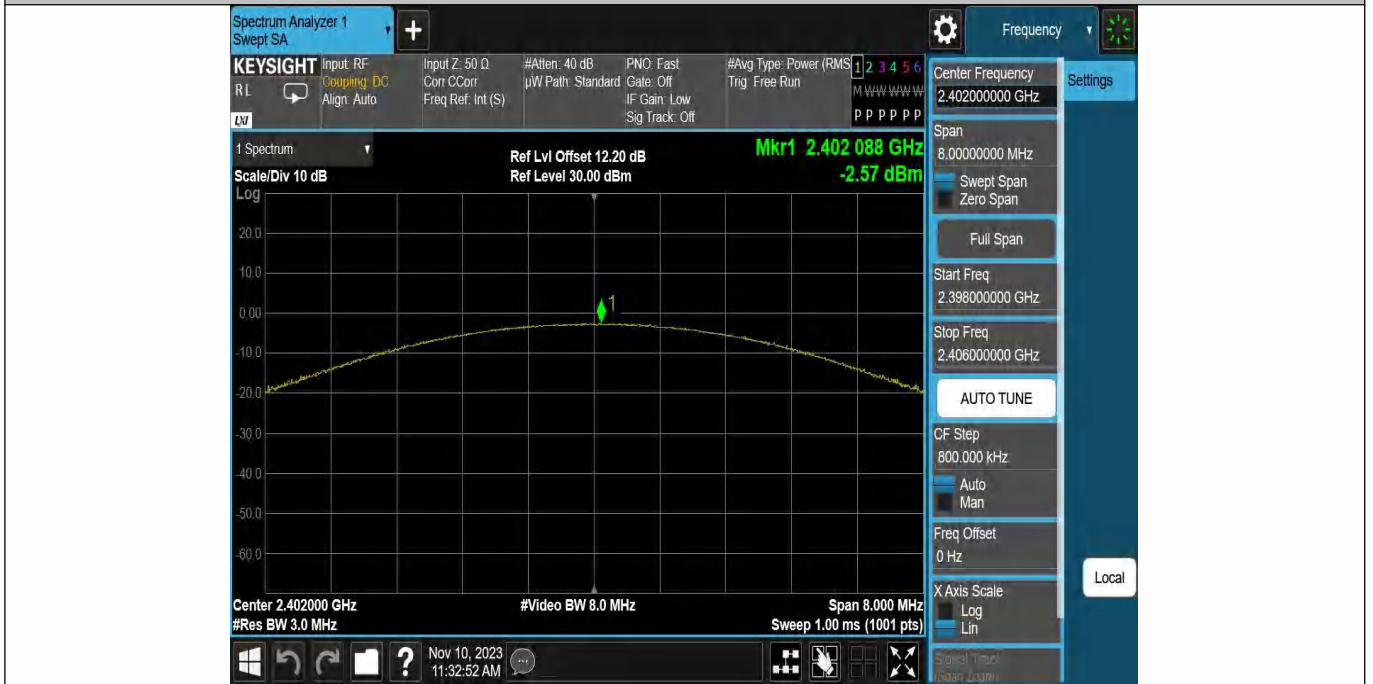 Spectrum Analyzer 1
Swept SA
Frequency
KEYSIGHT
RL
LXI
Input: RF
Coupling: DC
Align: Auto
Input Z: 50 Ω
Corr CCorr
Freq Ref: Int (S)
#Atten: 40 dB
µW Path: Standard
PNO: Fast
Gate: Off
IF Gain: Low
Sig Track: Off
#Avg Type: Power (RMS
Trig: Free Run
1 2 3 4 5 6
M W W W W W
P P P P P P
1 Spectrum
Scale/Div 10 dB
Log
Ref Lvl Offset 12.20 dB
Ref Level 30.00 dBm
Mkr1 2.402 088 GHz
-2.57 dBm
20.0
10.0
0.00
-10.0
-20.0
-30.0
-40.0
-50.0
-60.0
1
Center 2.402000 GHz
#Res BW 3.0 MHz
#Video BW 8.0 MHz
Span 8.000 MHz
Sweep 1.00 ms (1001 pts)
Nov 10, 2023
11:32:52 AM
Center Frequency
2.402000000 GHz
Settings
Span
8.00000000 MHz
Swept Span
Zero Span
Full Span
Start Freq
2.398000000 GHz
Stop Freq
2.406000000 GHz
AUTO TUNE
CF Step
800.000 kHz
Auto
Man
Freq Offset
0 Hz
X Axis Scale
Log
Lin
Signal Track
(Span Zoom)
Local